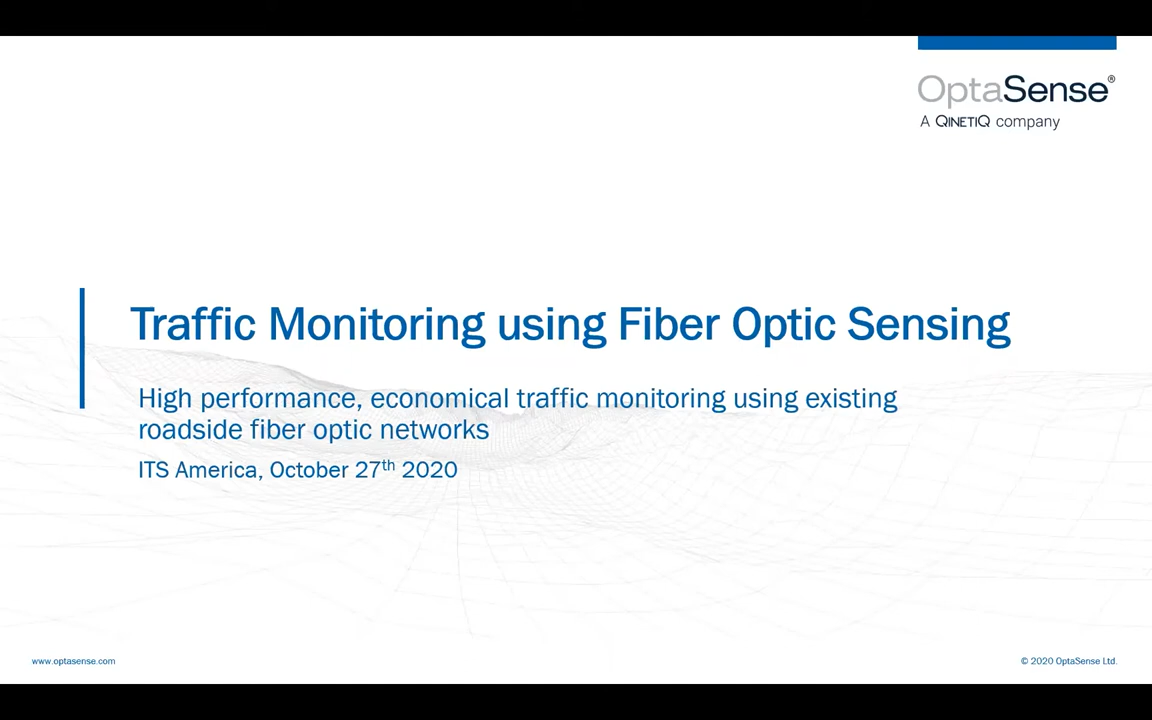 OptaSense®
A QINETIQ company
Traffic Monitoring using Fiber Optic Sensing
High performance, economical traffic monitoring using existing
roadside fiber optic networks
ITS America, October 27th 2020
www.optasense.com
© 2020 OptaSense Ltd.